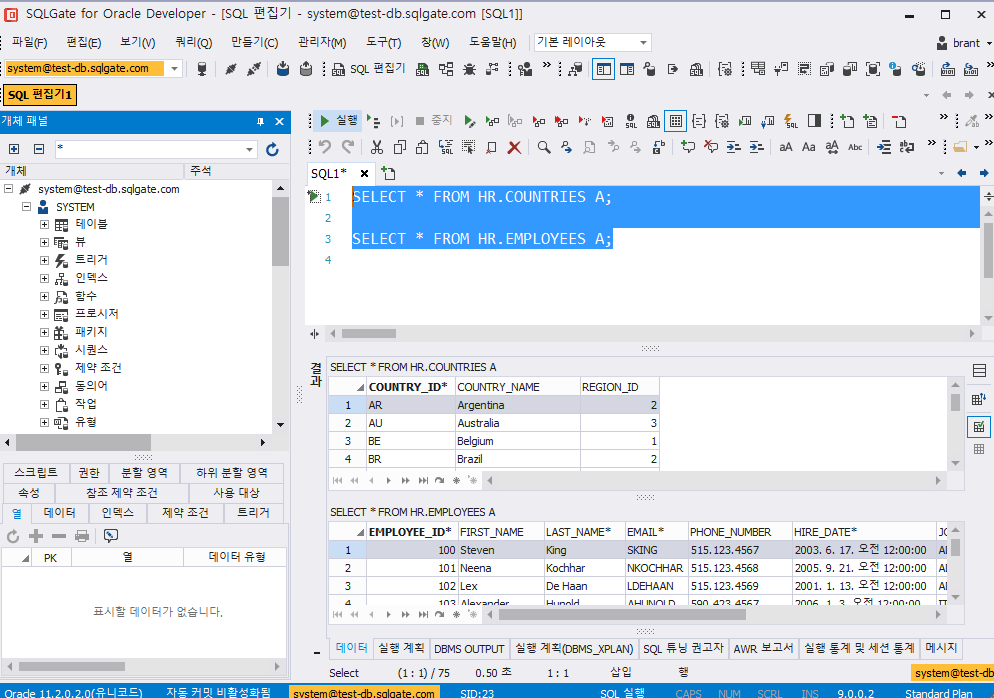 SQLGate for Oracle Developer - [SQL 편집기 - system@test-db.sqlgate.com [SQL1]]
파일(F) 편집(E) 보기(V) 쿼리(Q) 만들기(C) 관리자(M) 도구(T) 창(W) 도움말(H) 기본 레이아웃 brant
system@test-db.sqlgate.com SQL 편집기
SQL 편집기1
개체 패널
*
개체 주석
system@test-db.sqlgate.com
SYSTEM
테이블
뷰
트리거
인덱스
함수
프로시저
패키지
시퀀스
제약 조건
동의어
작업
유형
스크립트 권한 분할 영역 하위 분할 영역
속성 참조 제약 조건 사용 대상
열 데이터 인덱스 제약 조건 트리거
PK 열 데이터 유형
표시할 데이터가 없습니다.
실행 중지
SQL1*
1 SELECT * FROM HR.COUNTRIES A;
2
3 SELECT * FROM HR.EMPLOYEES A;
4
결과
SELECT * FROM HR.COUNTRIES A
COUNTRY_ID* COUNTRY_NAME REGION_ID
1 AR Argentina 2
2 AU Australia 3
3 BE Belgium 1
4 BR Brazil 2
SELECT * FROM HR.EMPLOYEES A
EMPLOYEE_ID* FIRST_NAME LAST_NAME* EMAIL* PHONE_NUMBER HIRE_DATE* JO
1 100 Steven King SKING 515.123.4567 2003. 6. 17. 오전 12:00:00
2 101 Neena Kochhar NKOCHHAR 515.123.4568 2005. 9. 21. 오전 12:00:00
3 102 Lex De Haan LDEHAAN 515.123.4569 2001. 1. 13. 오전 12:00:00
4 103 Alexander Hunold AHUNOLD 590.423.4567 2006. 1. 3. 오전 12:00:00
데이터 실행 계획 DBMS OUTPUT 실행 계획(DBMS_XPLAN) SQL 튜닝 권고자 AWR 보고서 실행 통계 및 세션 통계 메시지
Select (1 : 1) / 75 0.50 초 1 : 1 삽입 행 system@test-db
Oracle 11.2.0.2.0(유니코드) 자동 커밋 비활성화됨 system@test-db.sqlgate.com SID:23 SQL 실행 CAPS NUM SCRL INS 9.0.0.2 Standard Plan